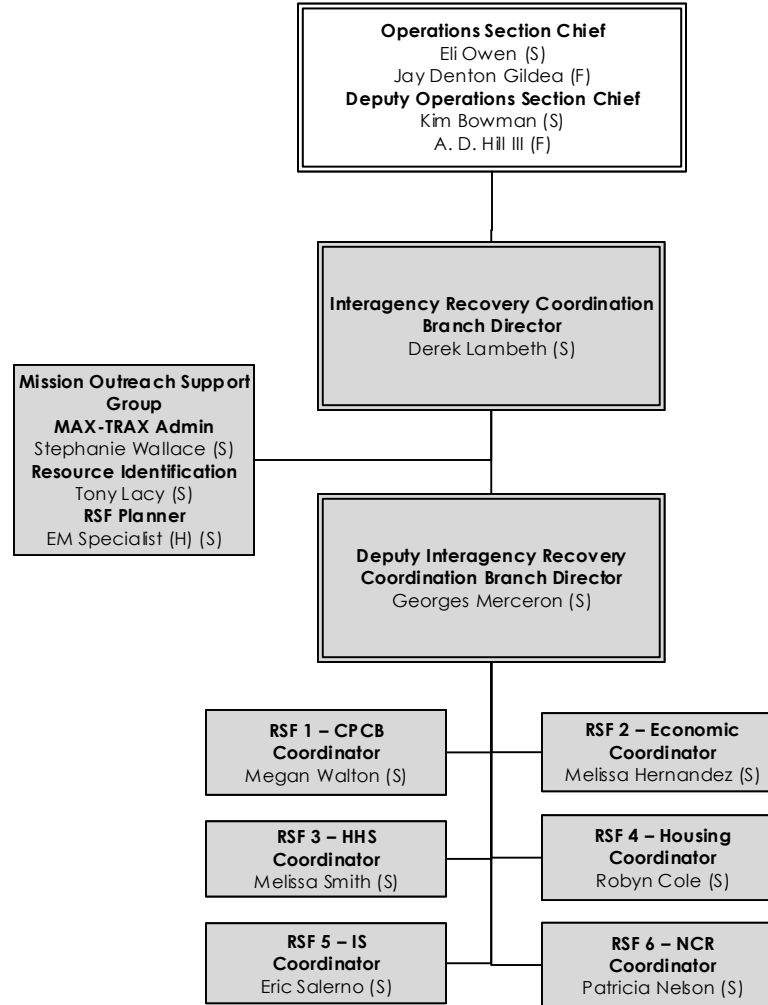 Operations Section Chief
Eli Owen (S)
Jay Denton Gildea (F)
Deputy Operations Section Chief
Kim Bowman (S)
A. D. Hill III (F)
Interagency Recovery Coordination
Branch Director
Derek Lambeth (S)
Mission Outreach Support
Group
MAX-TRAX Admin
Stephanie Wallace (S)
Resource Identification
Tony Lacy (S)
RSF Planner
EM Specialist (H) (S)
Deputy Interagency Recovery
Coordination Branch Director
Georges Merceron (S)
RSF 1 – CPCB
Coordinator
Megan Walton (S)
RSF 2 – Economic
Coordinator
Melissa Hernandez (S)
RSF 3 – HHS
Coordinator
Melissa Smith (S)
RSF 4 – Housing
Coordinator
Robyn Cole (S)
RSF 5 – IS
Coordinator
Eric Salerno (S)
RSF 6 – NCR
Coordinator
Patricia Nelson (S)